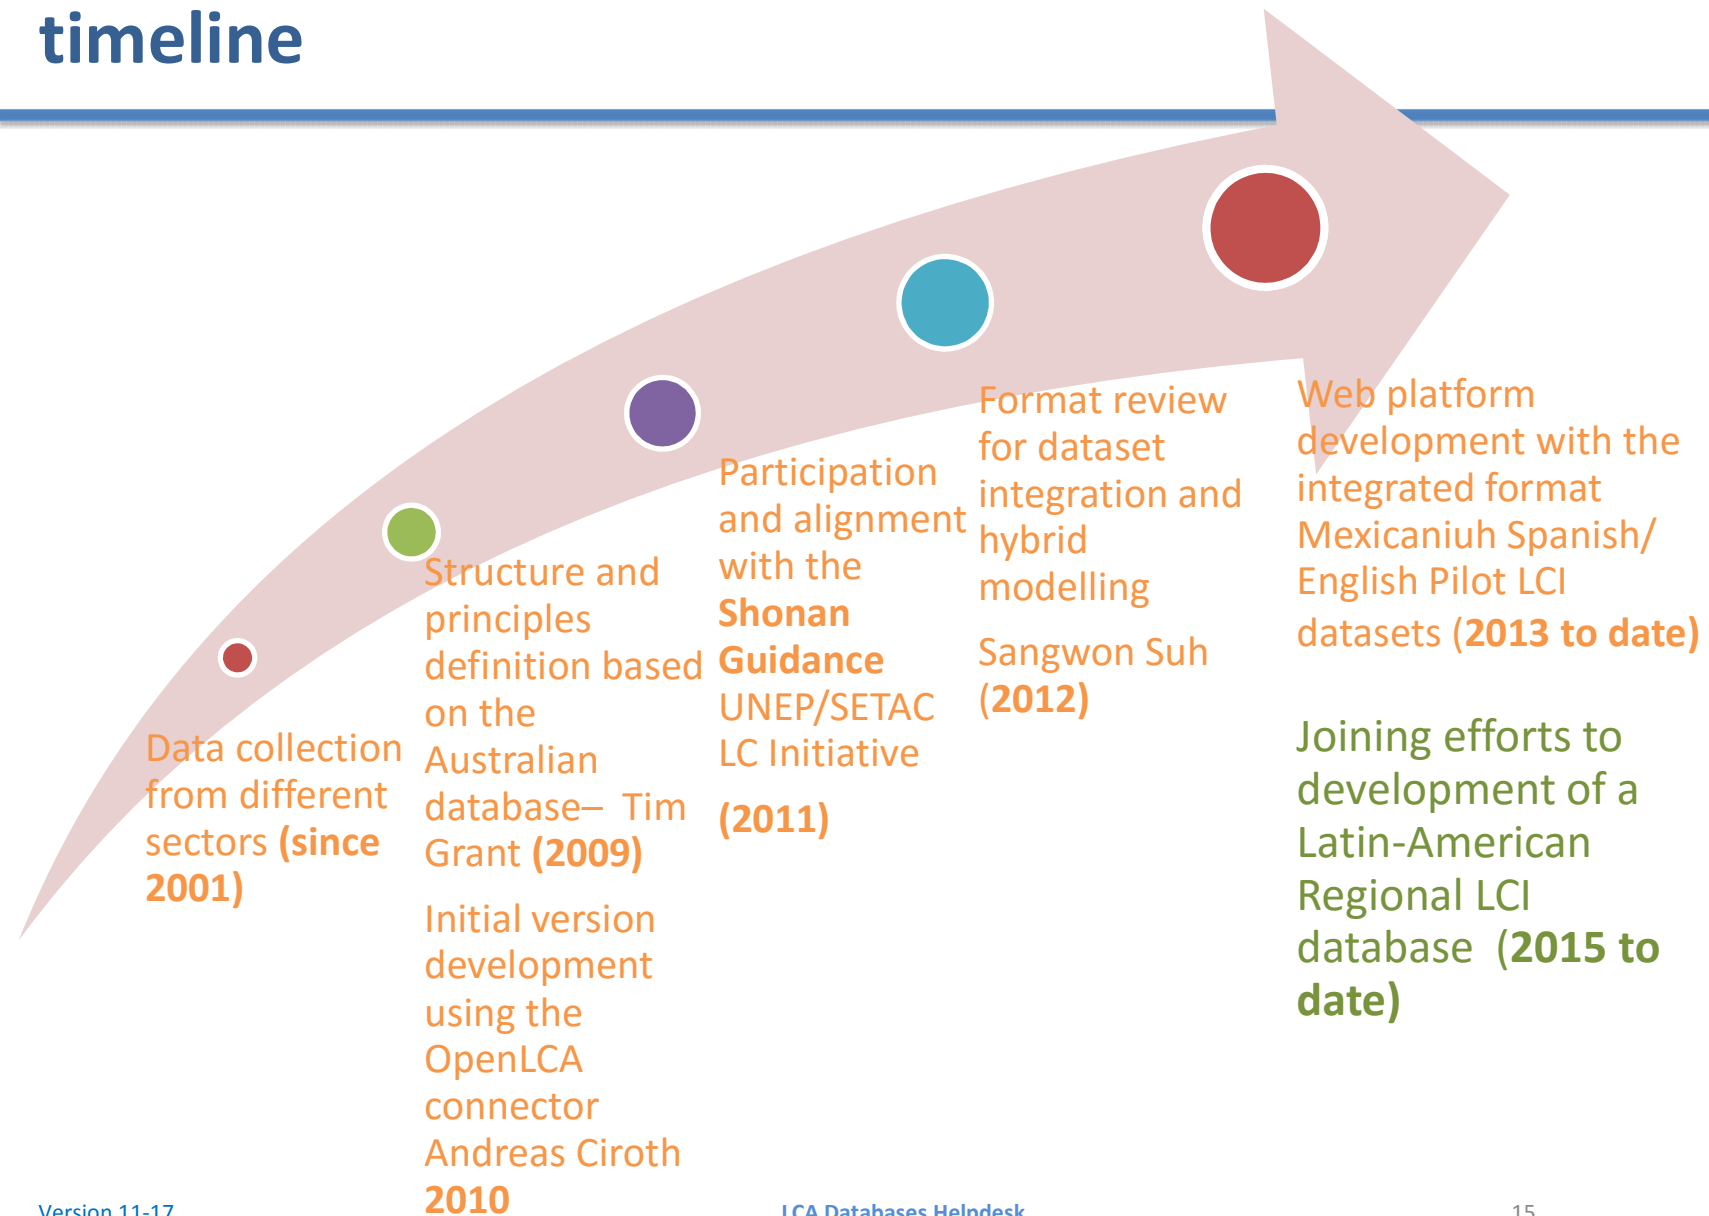 timeline
Data collection
from different
sectors (since
2001)
Structure and
principles
definition based
on the
Australian
database– Tim
Grant (2009)
Initial version
development
using the
OpenLCA
connector
Andreas Ciroth
2010
Participation
and alignment
with the
Shonan
Guidance
UNEP/SETAC
LC Initiative
(2011)
Format review
for dataset
integration and
hybrid
modelling
Sangwon Suh
(2012)
Web platform
development with the
integrated format
Mexicaniuh Spanish/
English Pilot LCI
datasets (2013 to date)
Joining efforts to
development of a
Latin-American
Regional LCI
database (2015 to
date)
Version 11-17
LCA Databases Helpdesk
15